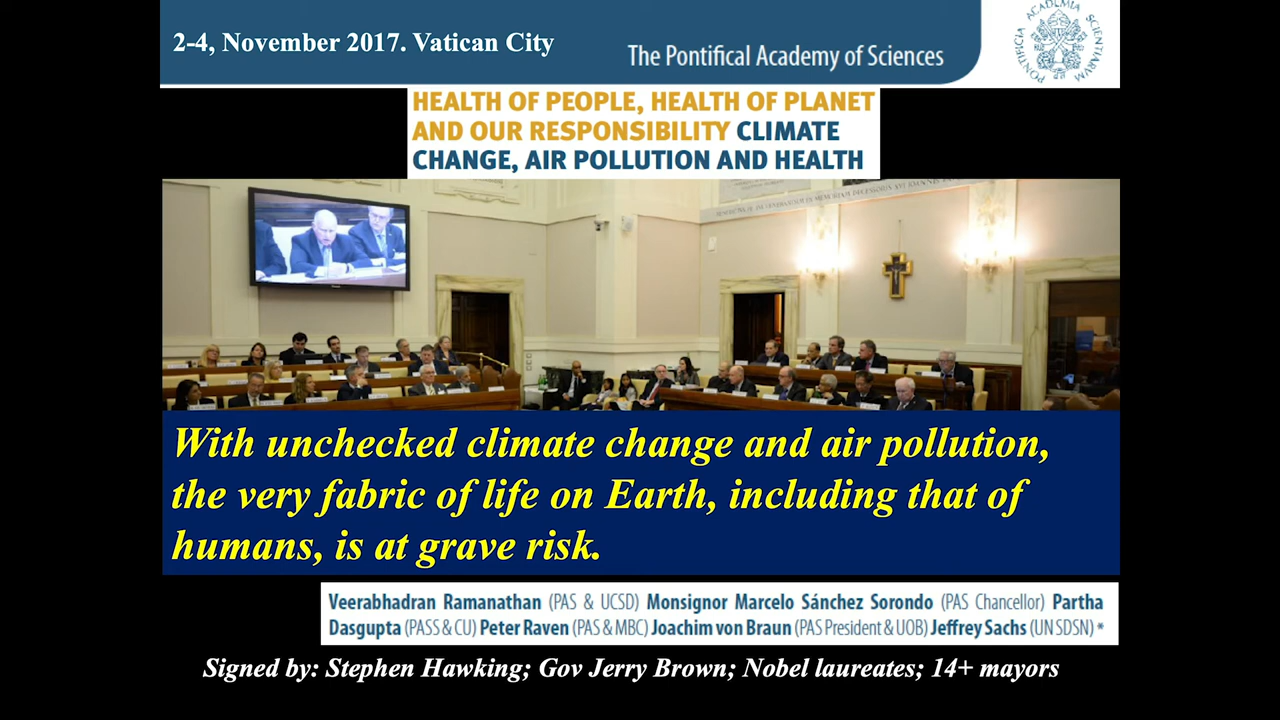 2-4, November 2017. Vatican City
The Pontifical Academy of Sciences
PONTIFICIA ACADEMIA SCIENTIARVM
HEALTH OF PEOPLE, HEALTH OF PLANET
AND OUR RESPONSIBILITY CLIMATE
CHANGE, AIR POLLUTION AND HEALTH
With unchecked climate change and air pollution,
the very fabric of life on Earth, including that of
humans, is at grave risk.
Veerabhadran Ramanathan (PAS & UCSD) Monsignor Marcelo Sánchez Sorondo (PAS Chancellor) Partha
Dasgupta (PASS & CU) Peter Raven (PAS & MBC) Joachim von Braun (PAS President & UOB) Jeffrey Sachs (UN SDSN) *
Signed by: Stephen Hawking; Gov Jerry Brown; Nobel laureates; 14+ mayors